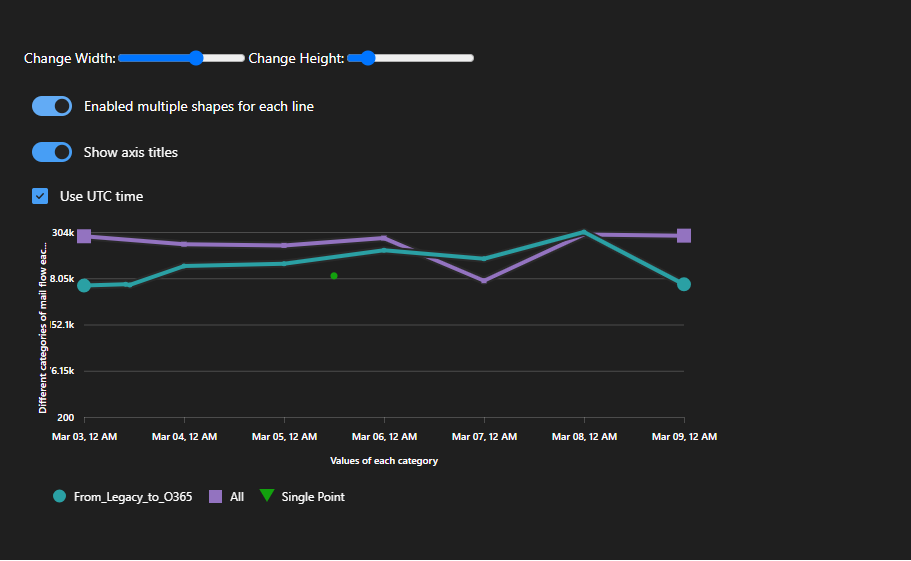 Change Width: Change Height:
Enabled multiple shapes for each line
Show axis titles
Use UTC time
Different categories of mail flow eac...
304k
8.05k
52.1k
6.15k
200
Mar 03, 12 AM Mar 04, 12 AM Mar 05, 12 AM Mar 06, 12 AM Mar 07, 12 AM Mar 08, 12 AM Mar 09, 12 AM
Values of each category
From_Legacy_to_O365 All Single Point